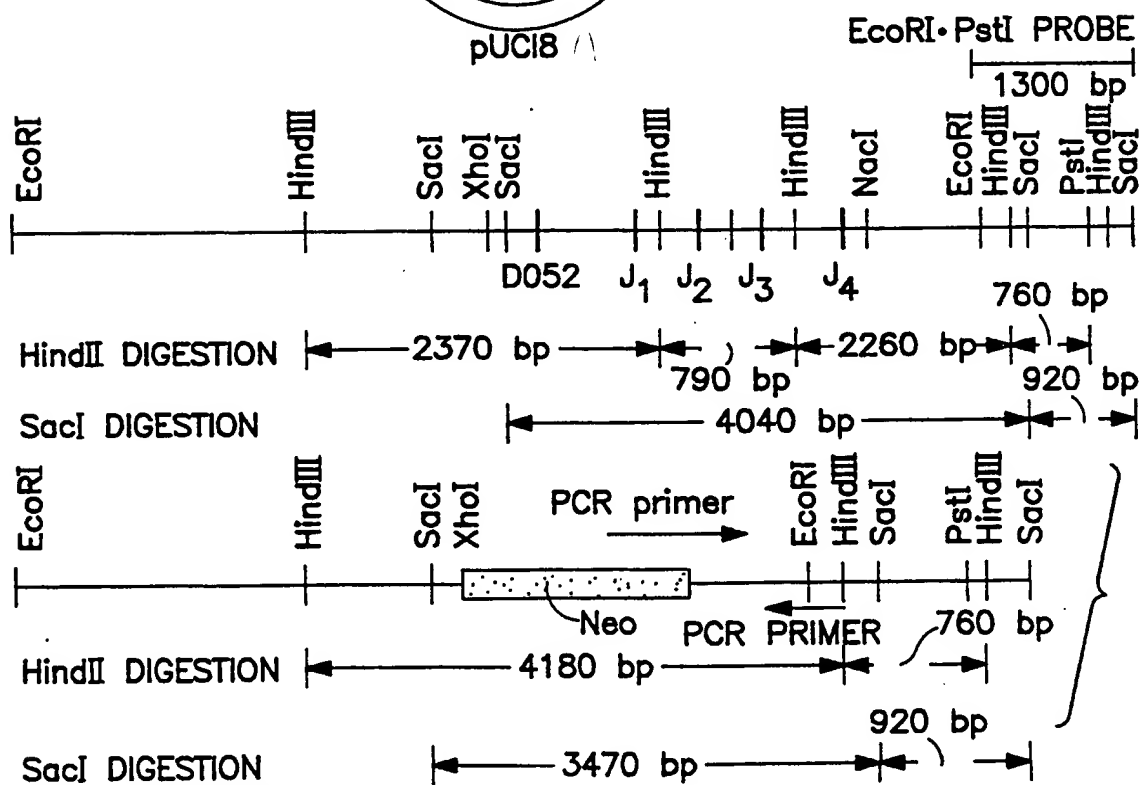 pUC18
EcoRI•PstI PROBE
1300 bp
EcoRI
HindIII
SacI
XhoI
SacI
HindIII
HindIII
NacI
EcoRI
HindIII
SacI
PstI
HindIII
SacI
D052
J1
J2
J3
J4
760 bp
HindII DIGESTION
2370 bp
790 bp
2260 bp
920 bp
SacI DIGESTION
4040 bp
EcoRI
HindIII
SacI
XhoI
PCR primer
EcoRI
HindIII
SacI
PstI
HindIII
SacI
Neo
PCR PRIMER
760 bp
HindII DIGESTION
4180 bp
920 bp
SacI DIGESTION
3470 bp